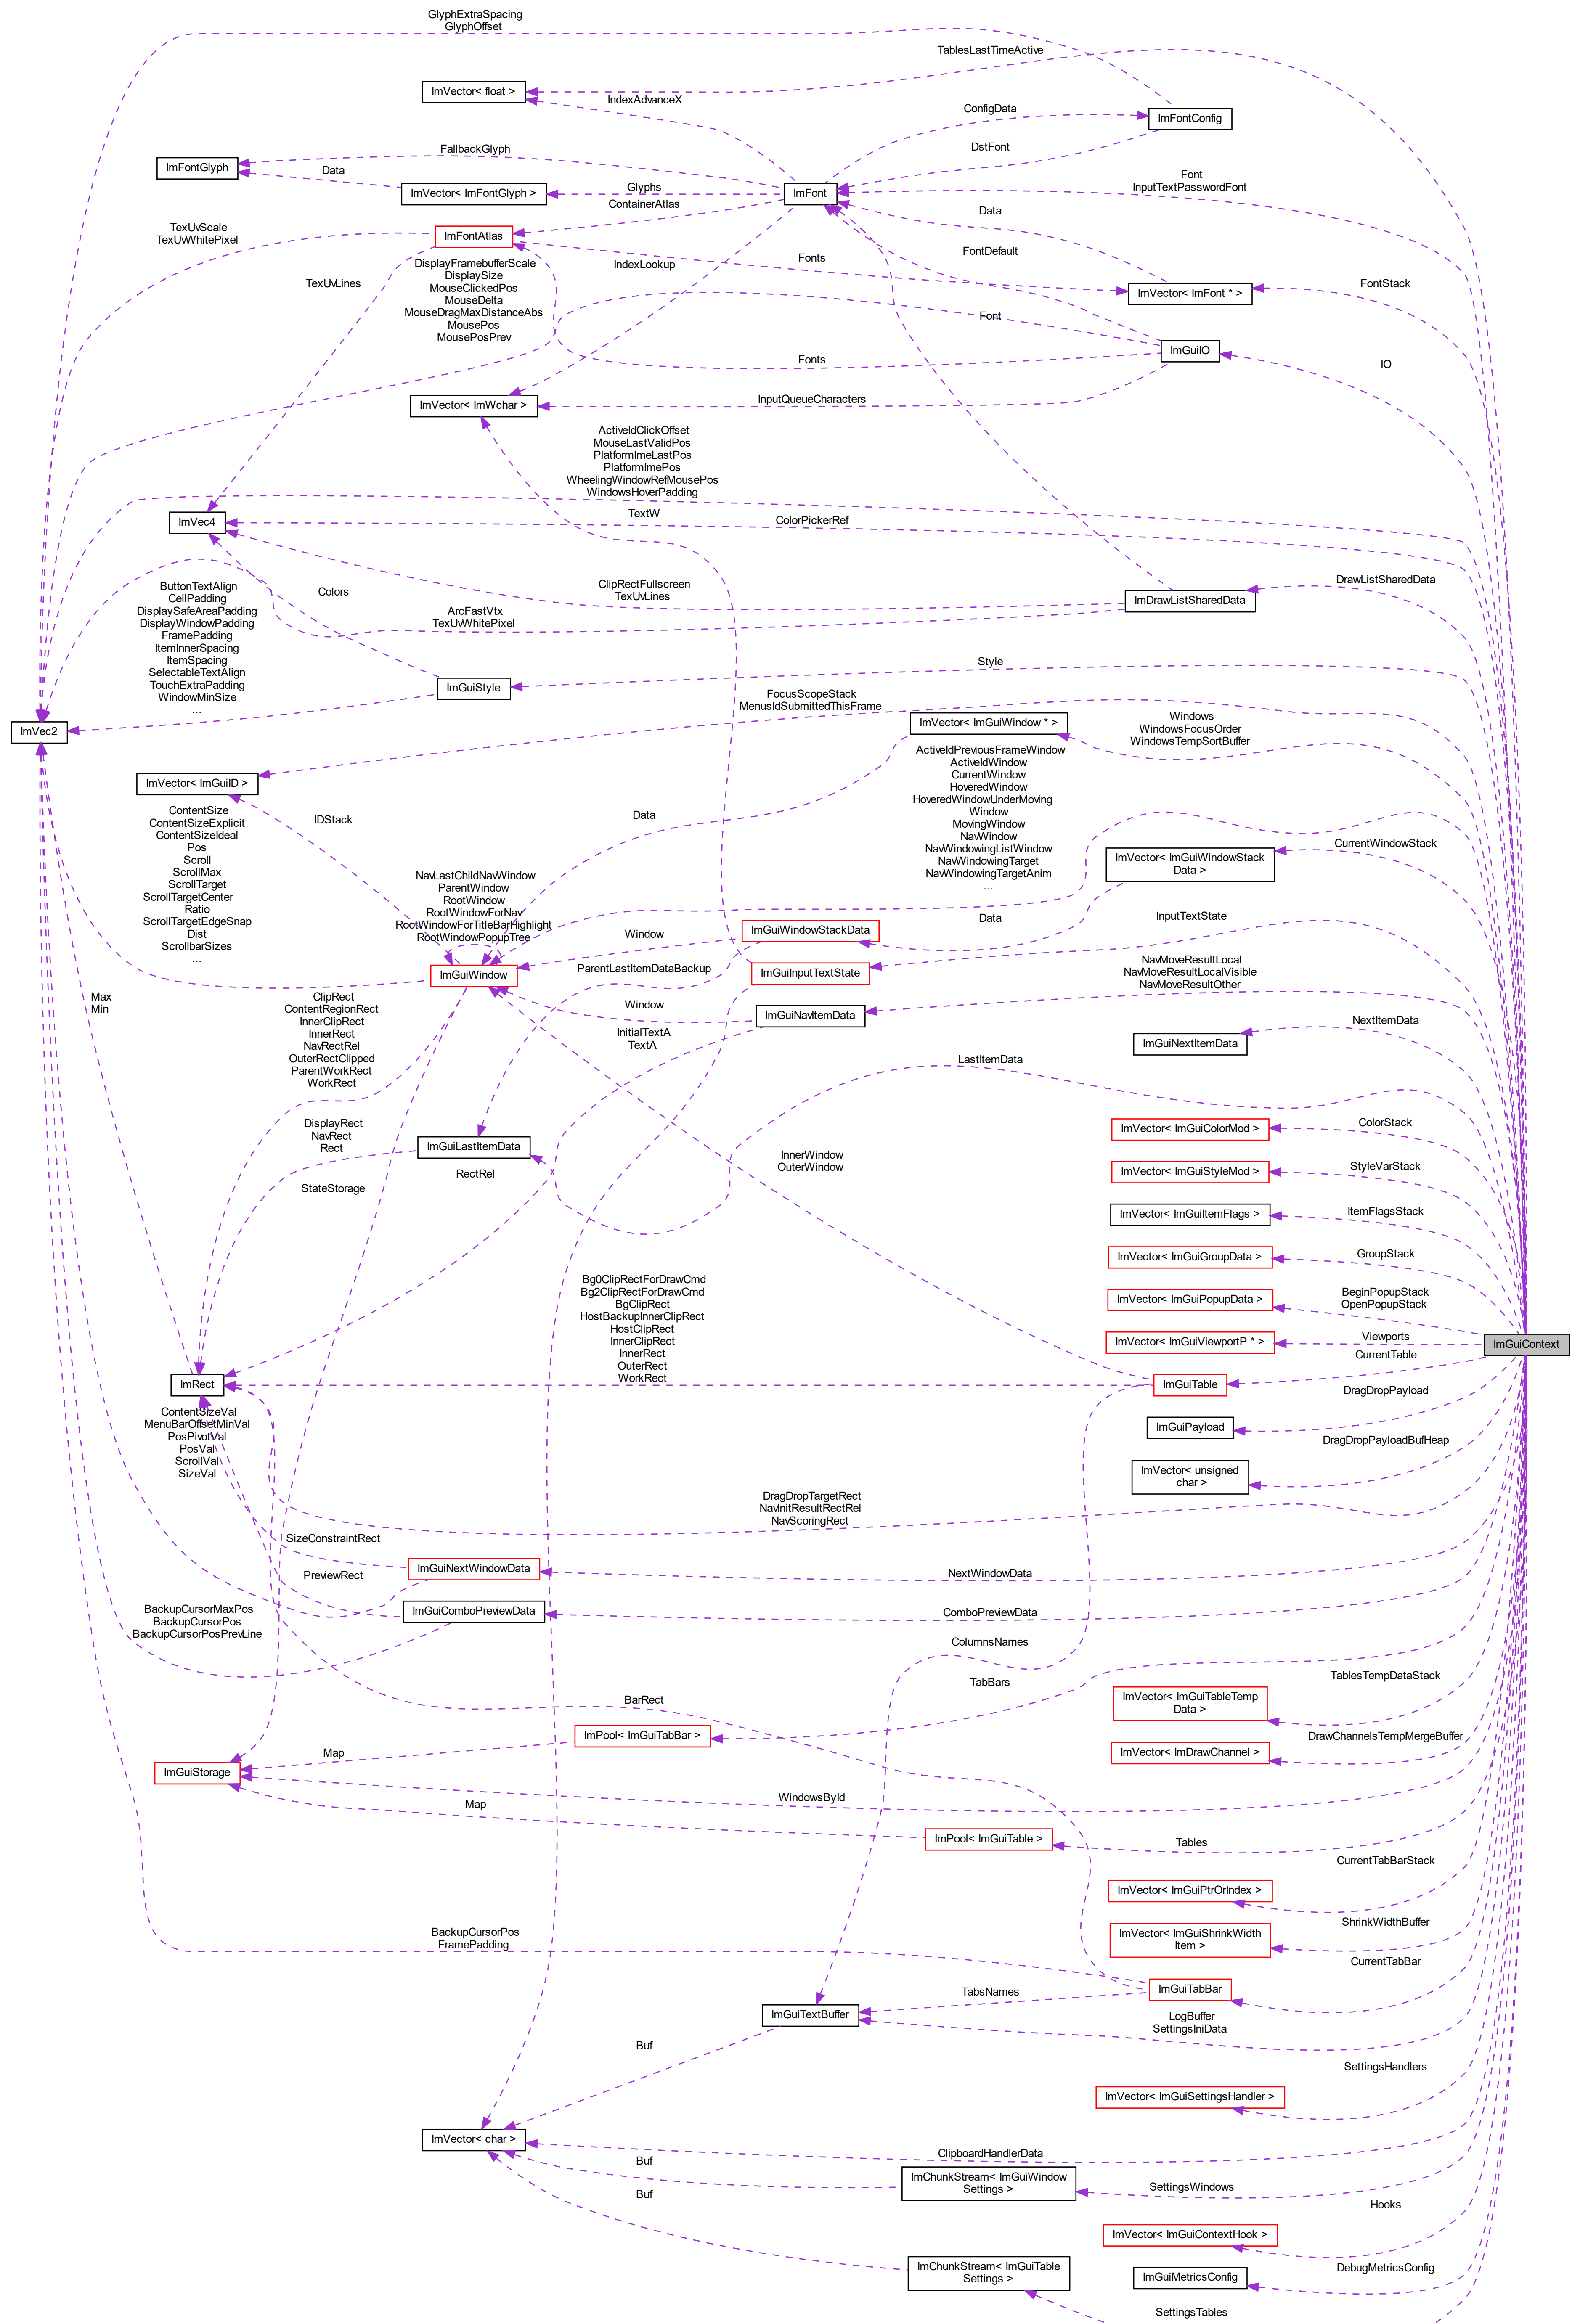 GlyphExtraSpacing
GlyphOffset
TablesLastTimeActive
ImVector< float >
IndexAdvanceX
ConfigData
ImFontConfig
DstFont
FallbackGlyph
ImFontGlyph
Data
ImVector< ImFontGlyph >
Glyphs
ImFont
Font
InputTextPasswordFont
ContainerAtlas
Data
TexUvScale
TexUvWhitePixel
ImFontAtlas
FontDefault
Fonts
IndexLookup
DisplayFramebufferScale
DisplaySize
MouseClickedPos
MouseDelta
MouseDragMaxDistanceAbs
MousePos
MousePosPrev
TexUvLines
ImVector< ImFont * >
FontStack
Font
ImGuiIO
Fonts
IO
ImVector< ImWchar >
InputQueueCharacters
ActiveIdClickOffset
MouseLastValidPos
PlatformImeLastPos
PlatformImePos
WheelingWindowRefMousePos
WindowsHoverPadding
TextW
ColorPickerRef
ImVec4
ClipRectFullscreen
TexUvLines
DrawListSharedData
ImDrawListSharedData
Colors
ButtonTextAlign
CellPadding
DisplaySafeAreaPadding
DisplayWindowPadding
FramePadding
ItemInnerSpacing
ItemSpacing
SelectableTextAlign
TouchExtraPadding
WindowMinSize
...
ArcFastVtx
TexUvWhitePixel
Style
ImGuiStyle
FocusScopeStack
MenusIdSubmittedThisFrame
ImVector< ImGuiWindow * >
Windows
WindowsFocusOrder
WindowsTempSortBuffer
ImVec2
ImVector< ImGuiID >
ActiveIdPreviousFrameWindow
ActiveIdWindow
CurrentWindow
HoveredWindow
HoveredWindowUnderMoving
Window
MovingWindow
NavWindow
NavWindowingListWindow
NavWindowingTarget
NavWindowingTargetAnim
...
ContentSize
ContentSizeExplicit
ContentSizeIdeal
Pos
Scroll
ScrollMax
ScrollTarget
ScrollTargetCenter
Ratio
ScrollTargetEdgeSnap
Dist
ScrollbarSizes
...
IDStack
Data
CurrentWindowStack
ImVector< ImGuiWindowStack
Data >
NavLastChildNavWindow
ParentWindow
RootWindow
RootWindowForNav
RootWindowForTitleBarHighlight
RootWindowPopupTree
Data
InputTextState
ImGuiWindowStackData
Window
ParentLastItemDataBackup
ImGuiInputTextState
ImGuiWindow
NavMoveResultLocal
NavMoveResultLocalVisible
NavMoveResultOther
Max
Min
ClipRect
ContentRegionRect
InnerClipRect
InnerRect
NavRectRel
OuterRectClipped
ParentWorkRect
WorkRect
Window
ImGuiNavItemData
InitialTextA
TextA
NextItemData
ImGuiNextItemData
LastItemData
DisplayRect
NavRect
Rect
ImGuiLastItemData
ImVector< ImGuiColorMod >
ColorStack
InnerWindow
OuterWindow
ImVector< ImGuiStyleMod >
StyleVarStack
StateStorage
RectRel
ImVector< ImGuiItemFlags >
ItemFlagsStack
ImVector< ImGuiGroupData >
GroupStack
Bg0ClipRectForDrawCmd
Bg2ClipRectForDrawCmd
BgClipRect
HostBackupInnerClipRect
HostClipRect
InnerClipRect
InnerRect
OuterRect
WorkRect
ImVector< ImGuiPopupData >
BeginPopupStack
OpenPopupStack
ImVector< ImGuiViewportP * >
Viewports
ImGuiContext
CurrentTable
ImRect
ImGuiTable
DragDropPayload
ContentSizeVal
MenuBarOffsetMinVal
PosPivotVal
PosVal
ScrollVal
SizeVal
ImGuiPayload
DragDropPayloadBufHeap
ImVector< unsigned
char >
DragDropTargetRect
NavInitResultRectRel
NavScoringRect
SizeConstraintRect
ImGuiNextWindowData
NextWindowData
PreviewRect
ImGuiComboPreviewData
ComboPreviewData
BackupCursorMaxPos
BackupCursorPos
BackupCursorPosPrevLine
ColumnsNames
TabBars
TablesTempDataStack
BarRect
ImVector< ImGuiTableTemp
Data >
ImPool< ImGuiTabBar >
DrawChannelsTempMergeBuffer
Map
ImVector< ImDrawChannel >
ImGuiStorage
WindowsById
Map
ImPool< ImGuiTable >
Tables
CurrentTabBarStack
ImVector< ImGuiPtrOrIndex >
ShrinkWidthBuffer
ImVector< ImGuiShrinkWidth
Item >
BackupCursorPos
FramePadding
CurrentTabBar
ImGuiTabBar
TabsNames
ImGuiTextBuffer
LogBuffer
SettingsIniData
Buf
SettingsHandlers
ImVector< ImGuiSettingsHandler >
ImVector< char >
ClipboardHandlerData
Buf
ImChunkStream< ImGuiWindow
Settings >
SettingsWindows
Buf
Hooks
ImVector< ImGuiContextHook >
ImChunkStream< ImGuiTable
Settings >
DebugMetricsConfig
ImGuiMetricsConfig
SettingsTables